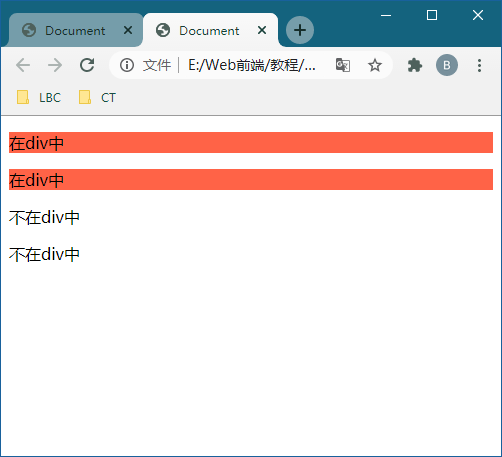 Document
Document
文件 E:/Web前端/教程/...
B
LBC
CT
在div中
在div中
不在div中
不在div中